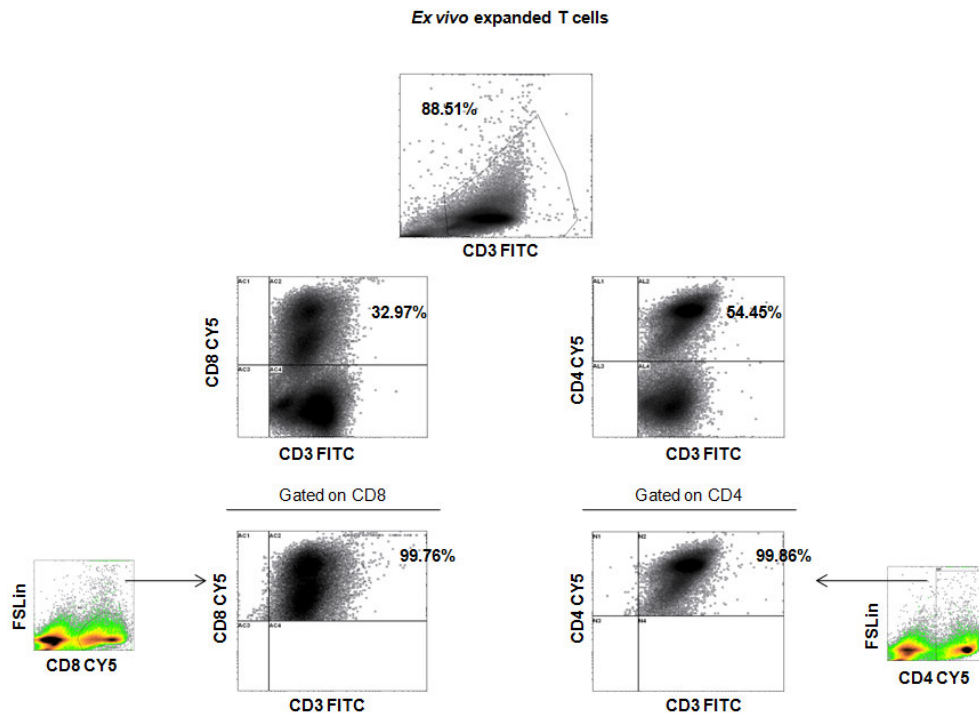 Ex vivo expanded T cells
88.51%
CD3 FITC
AC1 AC2
32.97%
CD8 CY5
AC3 AC4
CD3 FITC
AL1 AL2
54.45%
CD4 CY5
AL3 AL4
CD3 FITC
Gated on CD8
Gated on CD4
AC1 AC2
99.76%
CD8 CY5
AC3 AC4
CD3 FITC
N1 N2
99.86%
CD4 CY5
N3 N4
CD3 FITC
FSLin
CD8 CY5
FSLin
CD4 CY5